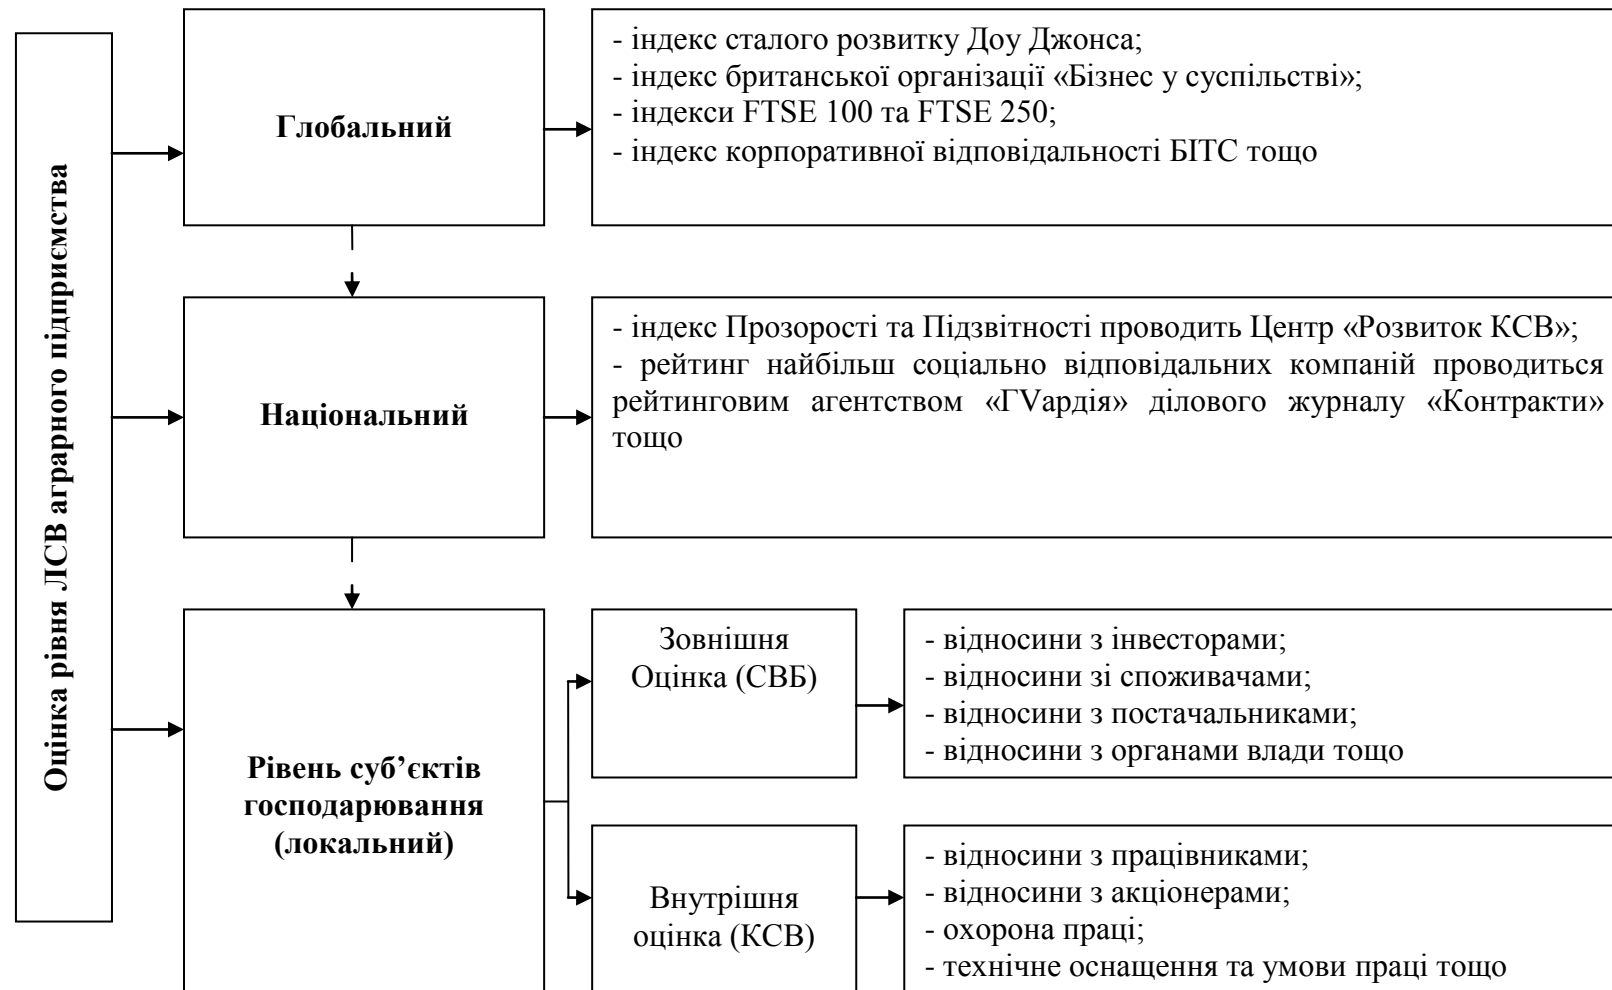 Оцінка рівня ЛСВ аграрного підприємства
Глобальний
- індекс сталого розвитку Доу Джонса;
- індекс британської організації «Бізнес у суспільстві»;
- індекси FTSE 100 та FTSE 250;
- індекс корпоративної відповідальності БІТС тощо
Національний
- індекс Прозорості та Підзвітності проводить Центр «Розвиток КСВ»;
- рейтинг найбільш соціально відповідальних компаній проводиться
рейтинговим агентством «ГVардія» ділового журналу «Контракти»
тощо
Рівень суб’єктів
господарювання
(локальний)
Зовнішня
Оцінка (СВБ)
- відносини з інвесторами;
- відносини зі споживачами;
- відносини з постачальниками;
- відносини з органами влади тощо
Внутрішня
оцінка (КСВ)
- відносини з працівниками;
- відносини з акціонерами;
- охорона праці;
- технічне оснащення та умови праці тощо